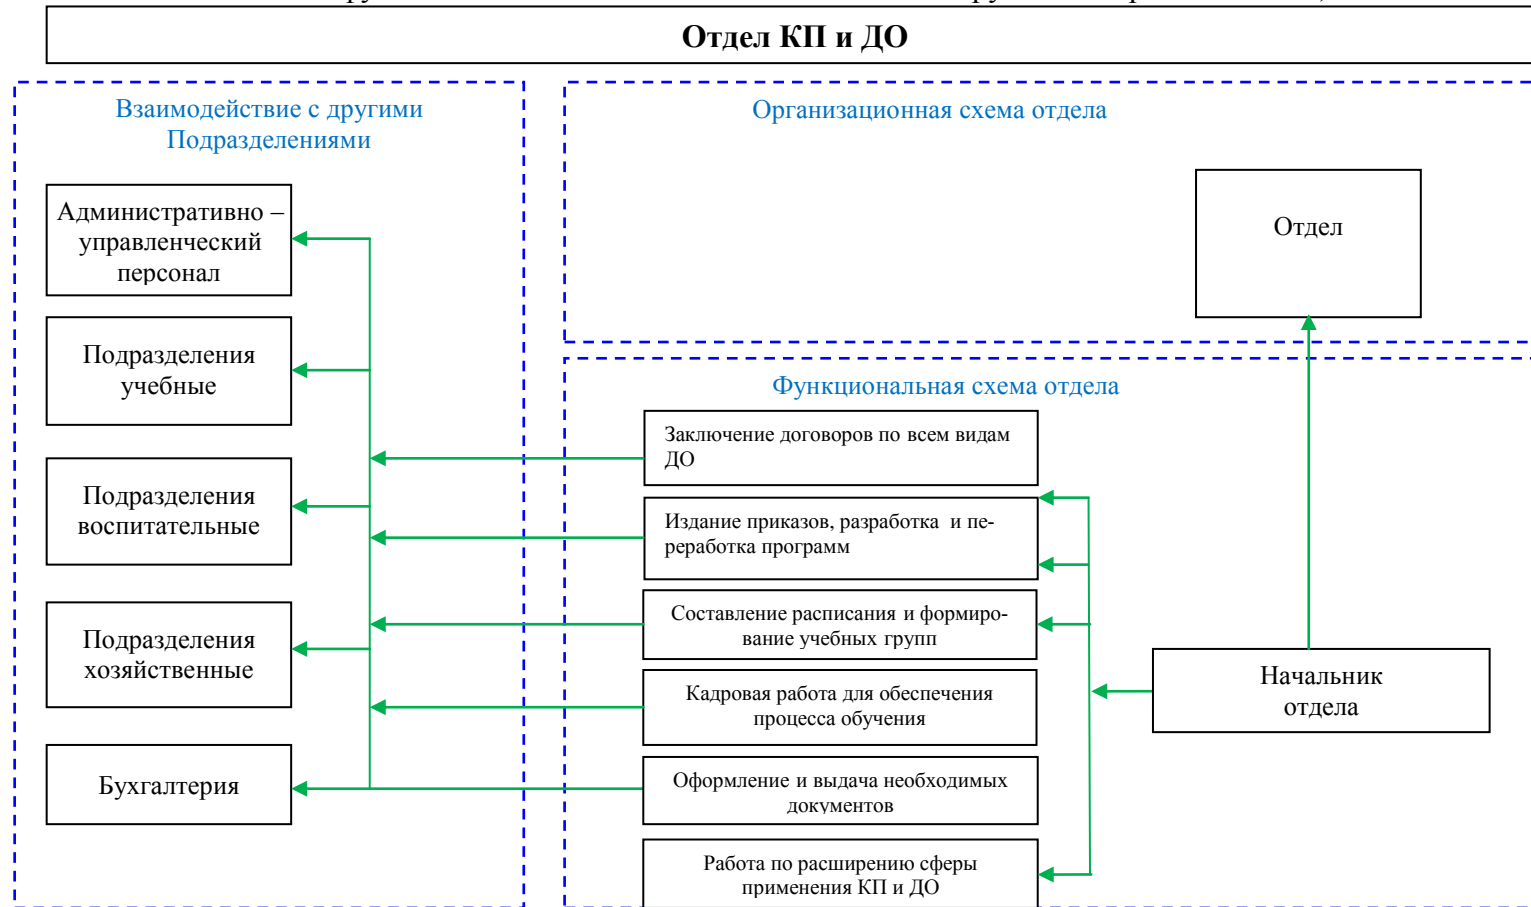 Отдел КП и ДО
Взаимодействие с другими
Подразделениями
Административно –
управленческий
персонал
Подразделения
учебные
Подразделения
воспитательные
Подразделения
хозяйственные
Бухгалтерия
Организационная схема отдела
Отдел
Функциональная схема отдела
Заключение договоров по всем видам
ДО
Издание приказов, разработка и пе-
реработка программ
Составление расписания и формиро-
вание учебных групп
Кадровая работа для обеспечения
процесса обучения
Оформление и выдача необходимых
документов
Работа по расширению сферы
применения КП и ДО
Начальник
отдела